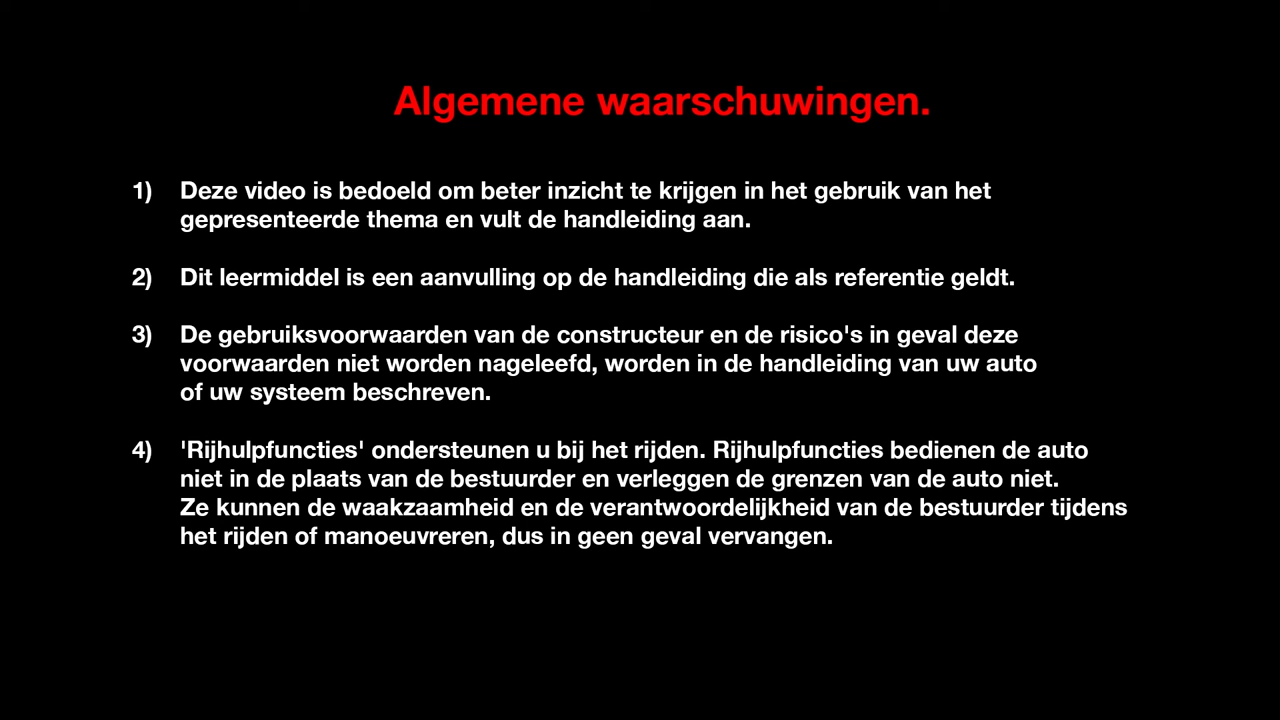 Algemene waarschuwingen.
1) Deze video is bedoeld om beter inzicht te krijgen in het gebruik van het
gepresenteerde thema en vult de handleiding aan.
2) Dit leermiddel is een aanvulling op de handleiding die als referentie geldt.
3) De gebruiksvoorwaarden van de constructeur en de risico's in geval deze
voorwaarden niet worden nageleefd, worden in de handleiding van uw auto
of uw systeem beschreven.
4) 'Rijhulpfuncties' ondersteunen u bij het rijden. Rijhulpfuncties bedienen de auto
niet in de plaats van de bestuurder en verleggen de grenzen van de auto niet.
Ze kunnen de waakzaamheid en de verantwoordelijkheid van de bestuurder tijdens
het rijden of manoeuvreren, dus in geen geval vervangen.